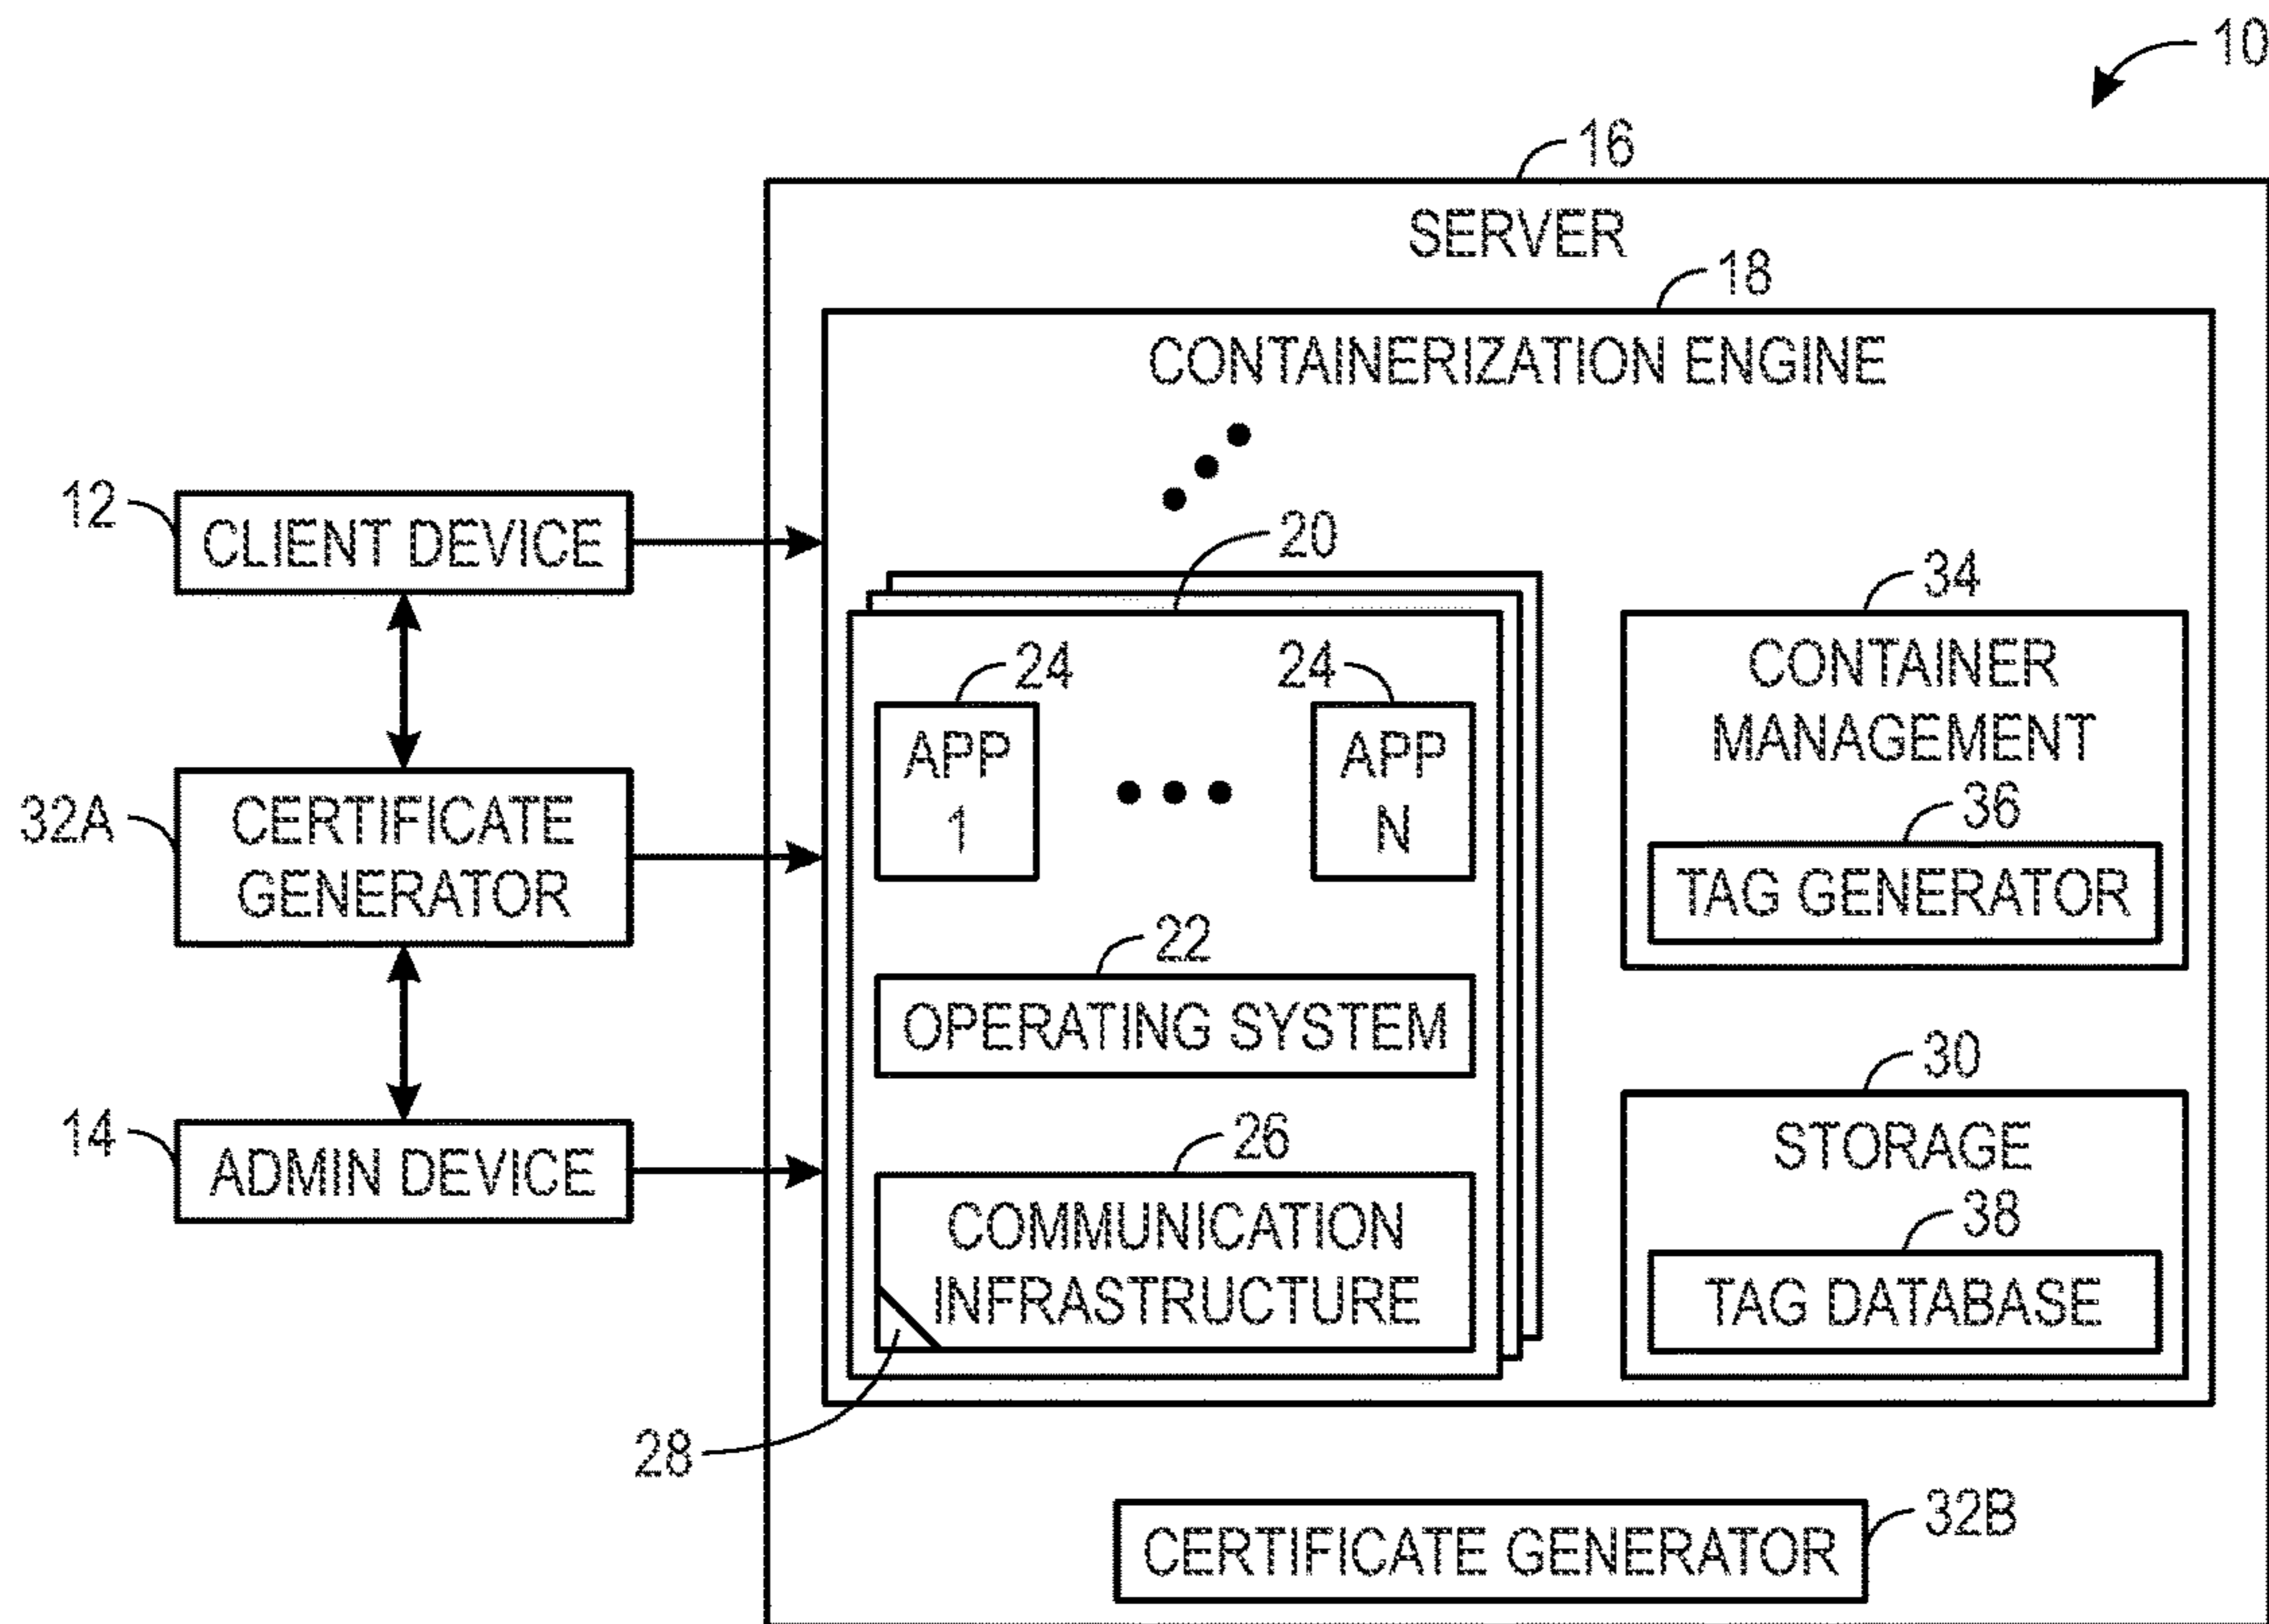 10
16
SERVER
18
CONTAINERIZATION ENGINE
12
CLIENT DEVICE
20
34
CONTAINER
MANAGEMENT
36
TAG GENERATOR
24
24
APP
1
APP
N
32A
CERTIFICATE
GENERATOR
22
OPERATING SYSTEM
30
STORAGE
38
TAG DATABASE
14
ADMIN DEVICE
26
COMMUNICATION
INFRASTRUCTURE
28
32B
CERTIFICATE GENERATOR